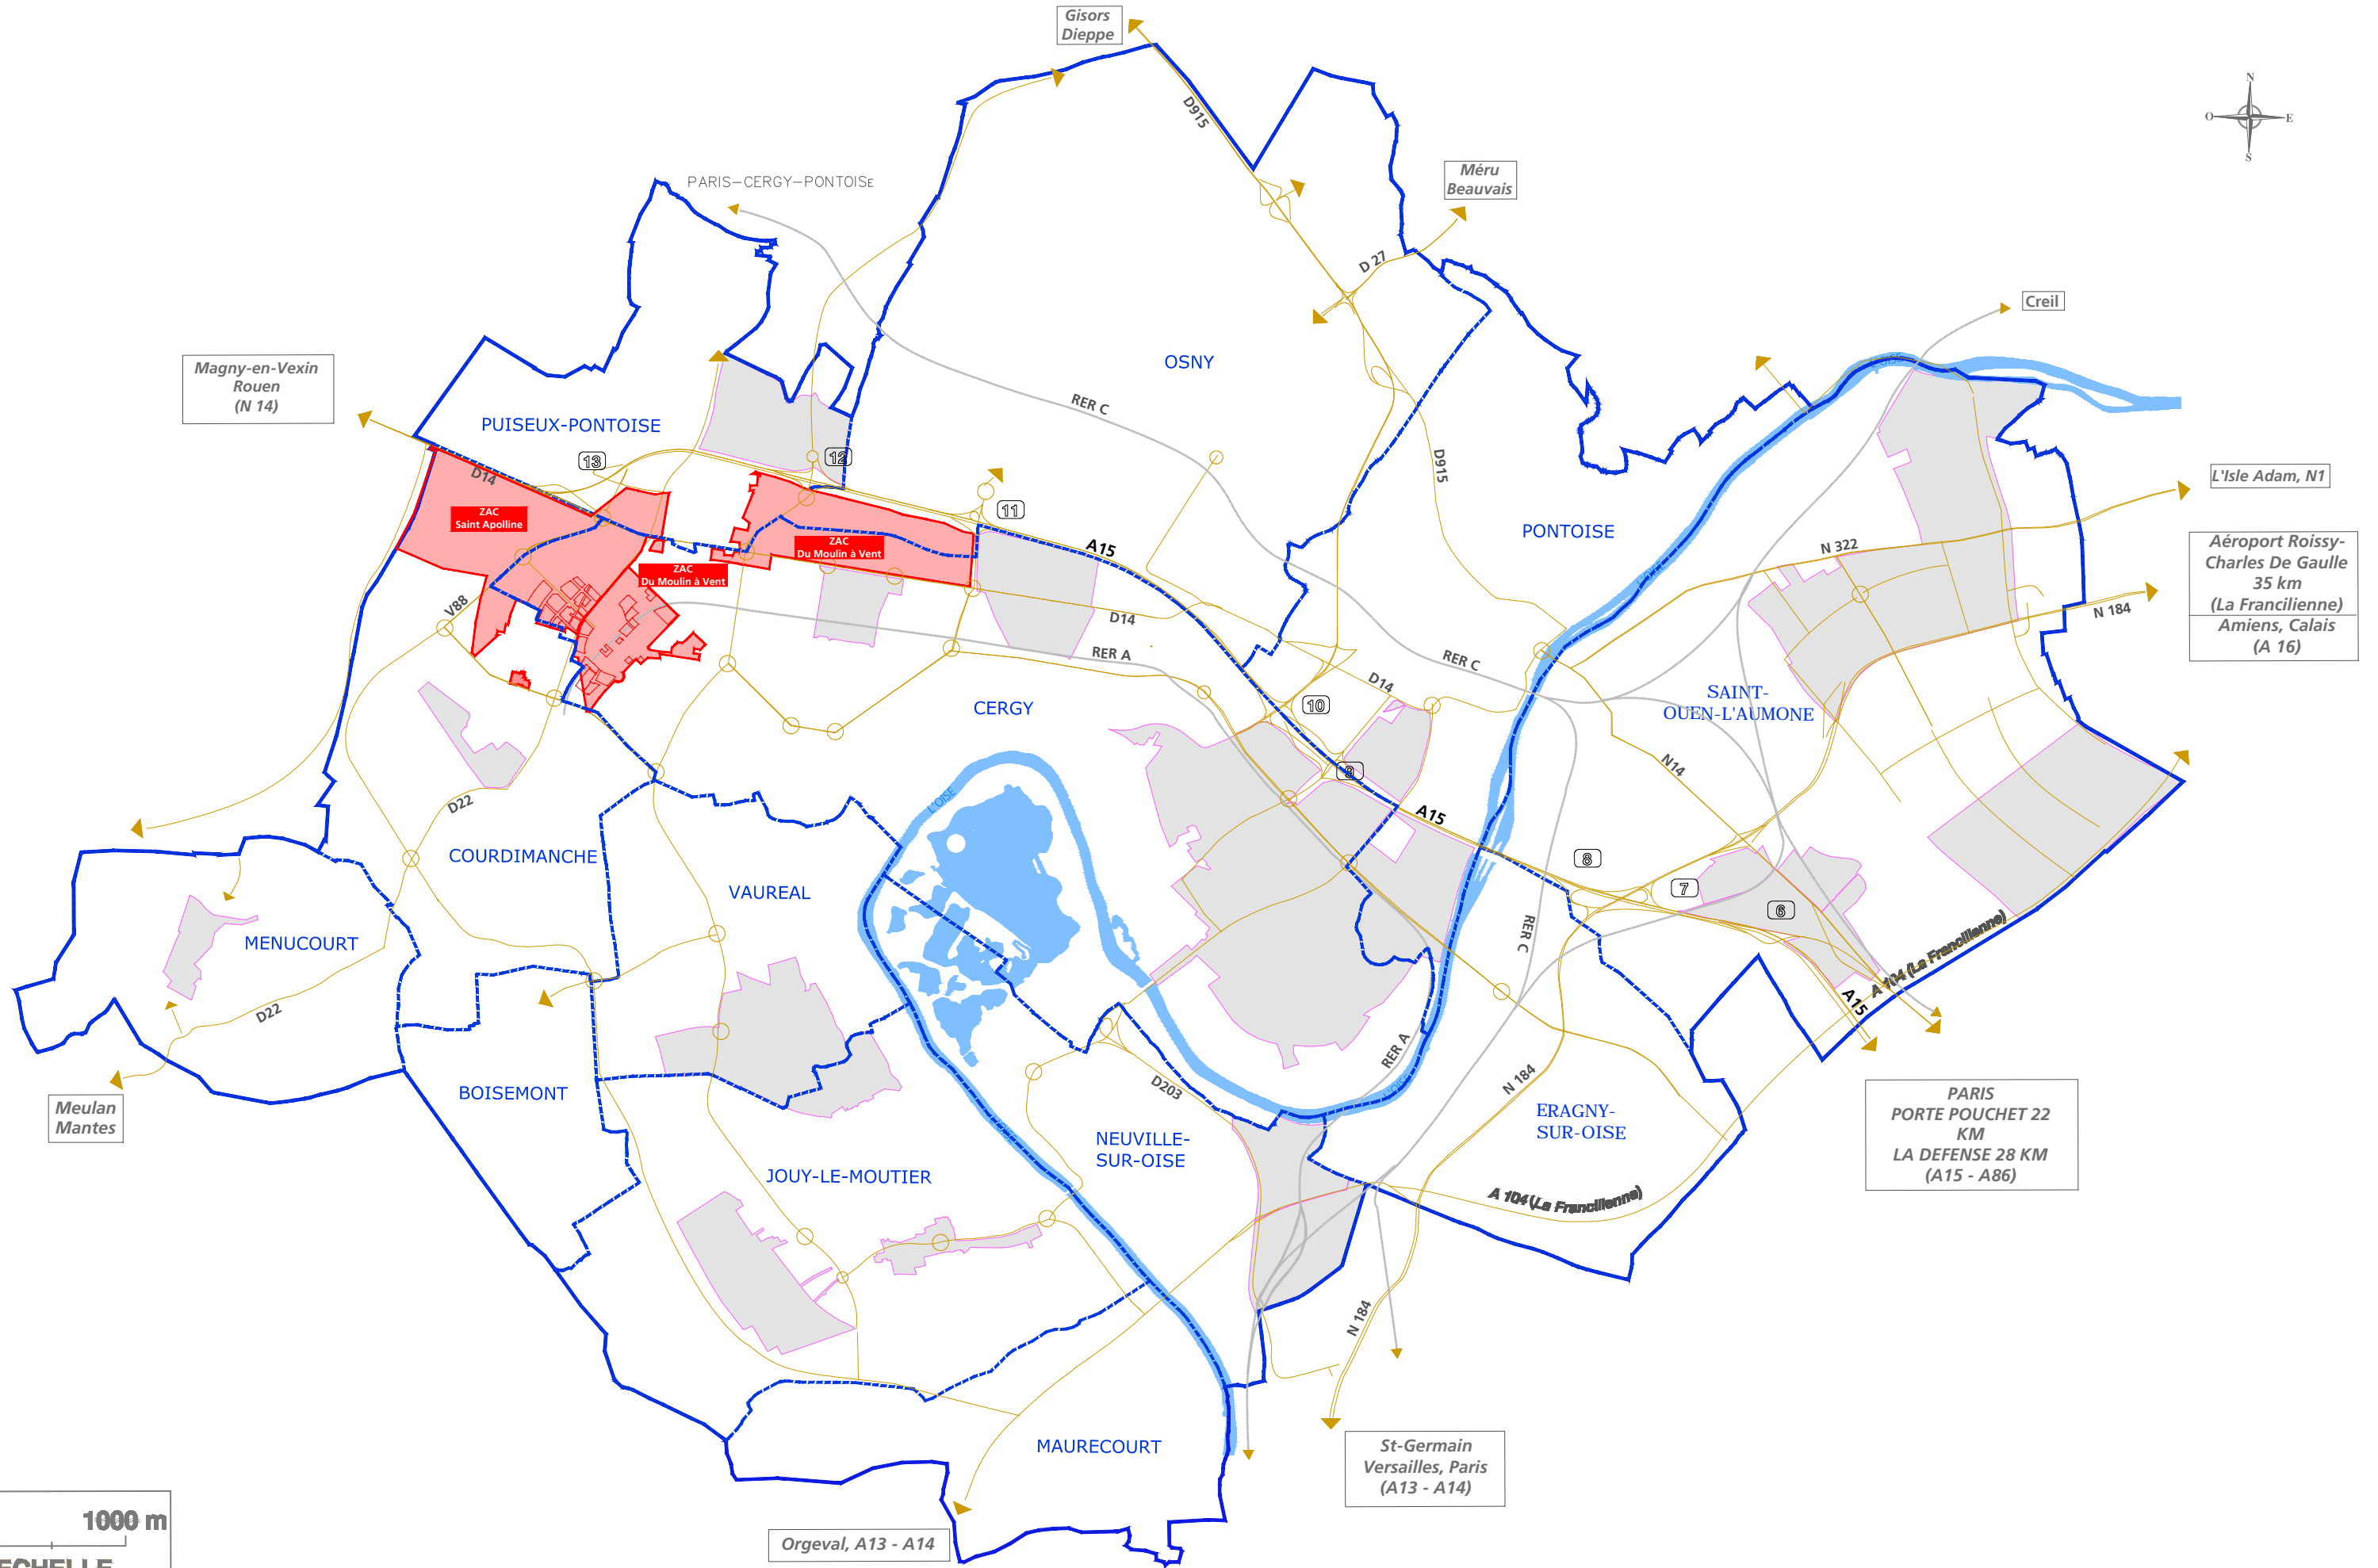 Gisors
Dieppe
N
O
E
S
D915
PARIS-CERGY-PONTOISE
Méru
Beauvais
D 27
Creil
Magny-en-Vexin
Rouen
(N 14)
OSNY
RER C
PUISEUX-PONTOISE
13
12
D14
D915
L'Isle Adam, N1
11
ZAC
Saint Apolline
PONTOISE
ZAC
Du Moulin à Vent
A15
N 322
Aéroport Roissy-
Charles De Gaulle
35 km
(La Francilienne)
Amiens, Calais
(A 16)
ZAC
Du Moulin à Vent
V88
D14
N 184
RER A
RER C
D14
SAINT-
OUEN-L'AUMONE
CERGY
10
9
N14
L'OISE
D22
A15
COURDIMANCHE
8
VAUREAL
7
6
MENUCOURT
RER C
A 104 (La Francilienne)
D22
A15
RER A
BOISEMONT
D203
N 184
L'OISE
Meulan
Mantes
PARIS
PORTE POUCHET 22
KM
LA DEFENSE 28 KM
(A15 - A86)
ERAGNY-
SUR-OISE
NEUVILLE-
SUR-OISE
JOUY-LE-MOUTIER
A 104 (La Francilienne)
N 184
MAURECOURT
St-Germain
Versailles, Paris
(A13 - A14)
1000 m
Orgeval, A13 - A14
ECHELLE